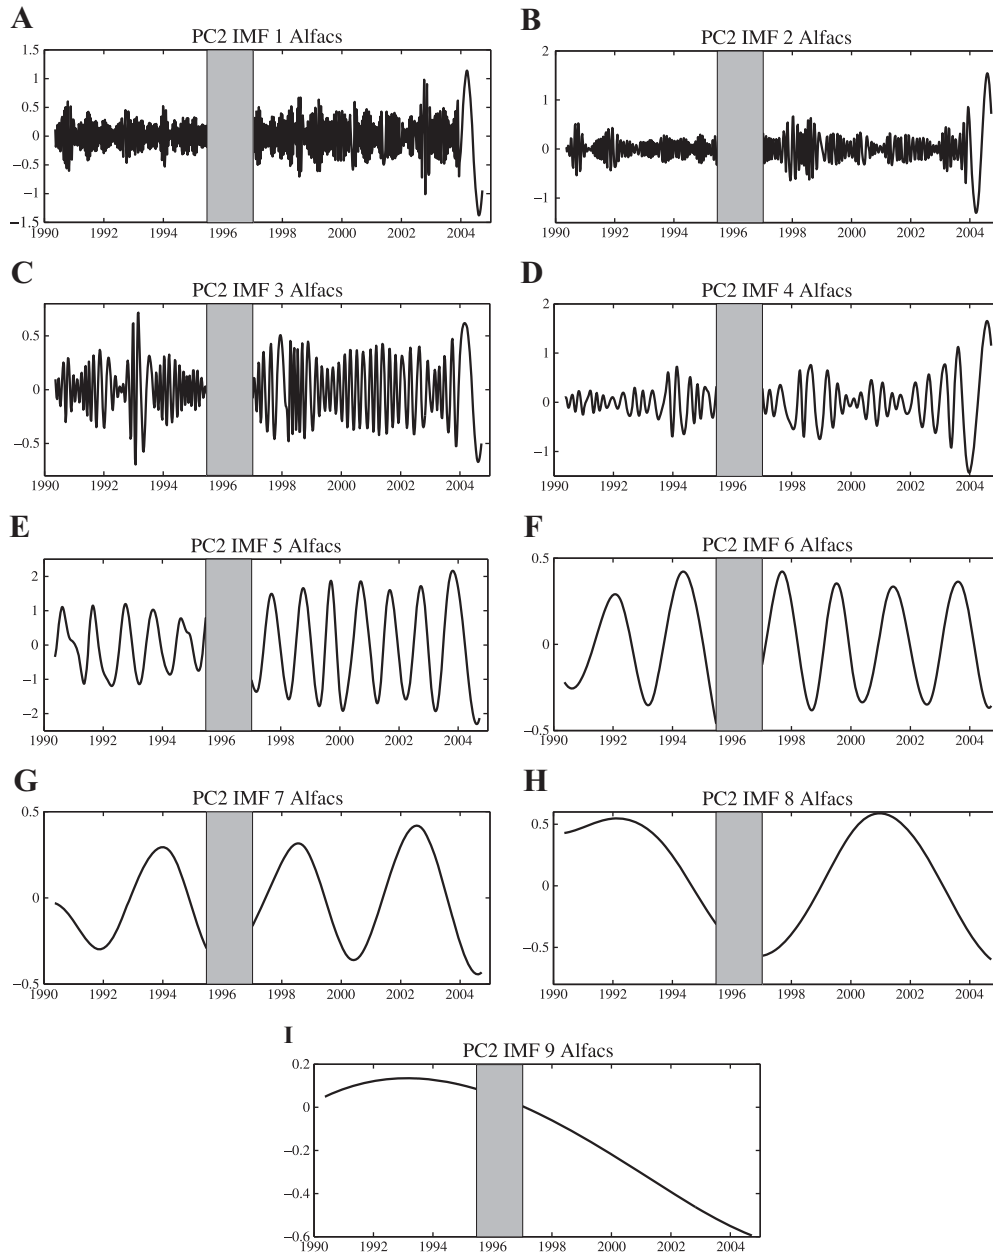 A B
PC2 IMF 1 Alfacs PC2 IMF 2 Alfacs
1.5 2
1
0.5 1
0 0
−0.5
−1 −1
−1.5
1990 1992 1994 1996 1998 2000 2002 2004 1990 1992 1994 1996 1998 2000 2002 2004
C D
PC2 IMF 3 Alfacs PC2 IMF 4 Alfacs
2
0.5 1
0 0
−0.5 −1
1990 1992 1994 1996 1998 2000 2002 2004 1990 1992 1994 1996 1998 2000 2002 2004
E F
PC2 IMF 5 Alfacs PC2 IMF 6 Alfacs
2 0.5
1
0 0
−1
−2 −0.5
1990 1992 1994 1996 1998 2000 2002 2004 1990 1992 1994 1996 1998 2000 2002 2004
G H
PC2 IMF 7 Alfacs PC2 IMF 8 Alfacs
0.5 0.5
0 0
−0.5 −0.5
1990 1992 1994 1996 1998 2000 2002 2004 1990 1992 1994 1996 1998 2000 2002 2004
I
PC2 IMF 9 Alfacs
0.2
0
−0.2
−0.4
−0.6
1990 1992 1994 1996 1998 2000 2002 2004